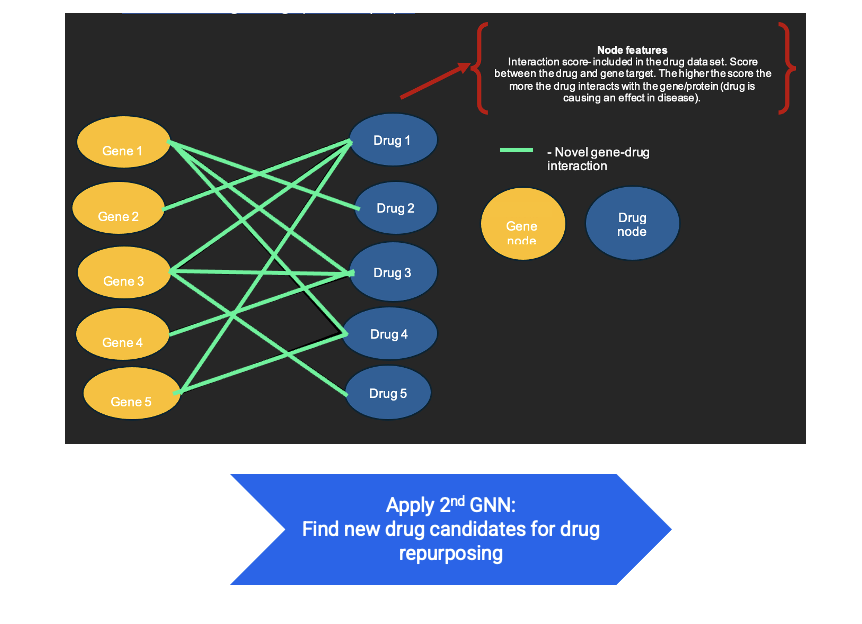 Node features
Interaction score- included in the drug data set. Score
between the drug and gene target. The higher the score the
more the drug interacts with the gene/protein (drug is
causing an effect in disease).
Gene 1
Drug 1
- Novel gene-drug
interaction
Gene 2
Drug 2
Gene
node
Drug
node
Gene 3
Drug 3
Gene 4
Drug 4
Gene 5
Drug 5
Apply 2nd GNN:
Find new drug candidates for drug
repurposing